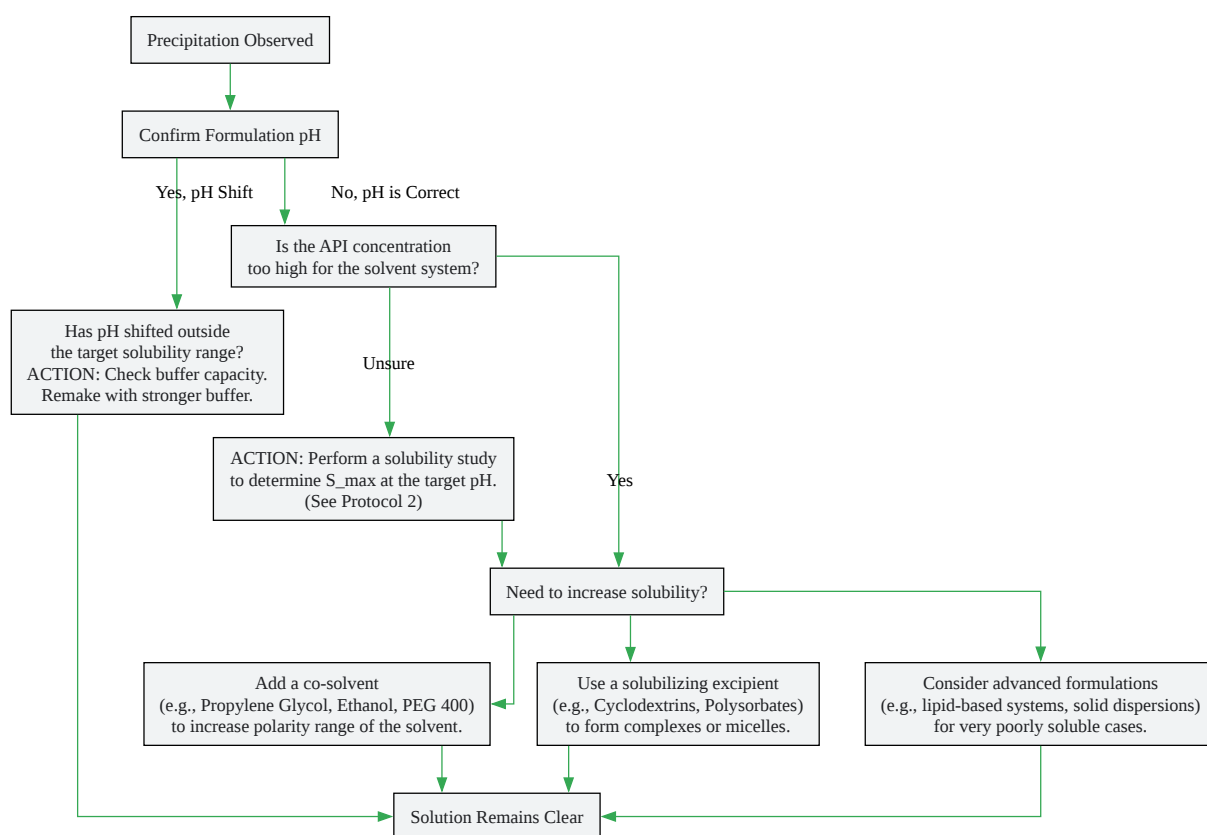 Precipitation Observed
Confirm Formulation pH
Yes, pH Shift
No, pH is Correct
Is the API concentration
too high for the solvent system?
Has pH shifted outside
the target solubility range?
ACTION: Check buffer capacity.
Remake with stronger buffer.
Unsure
ACTION: Perform a solubility study
to determine S_max at the target pH.
(See Protocol 2)
Yes
Need to increase solubility?
Add a co-solvent
(e.g., Propylene Glycol, Ethanol, PEG 400)
to increase polarity range of the solvent.
Use a solubilizing excipient
(e.g., Cyclodextrins, Polysorbates)
to form complexes or micelles.
Consider advanced formulations
(e.g., lipid-based systems, solid dispersions)
for very poorly soluble cases.
Solution Remains Clear